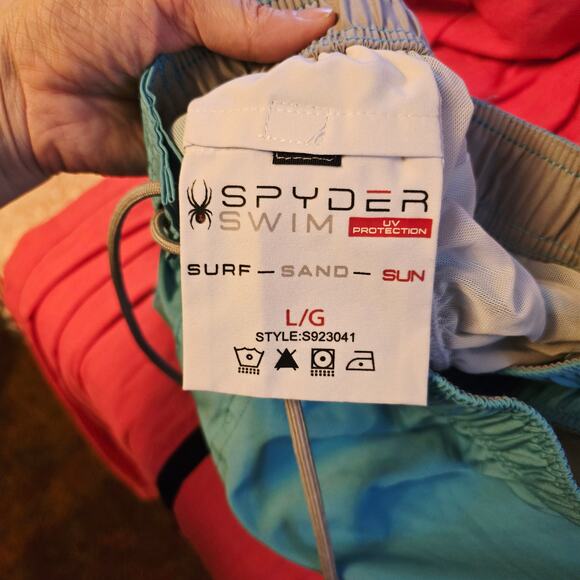 SPYDER
SWIM UV PROTECTION
SURF — SAND — SUN
L/G
STYLE:S923041